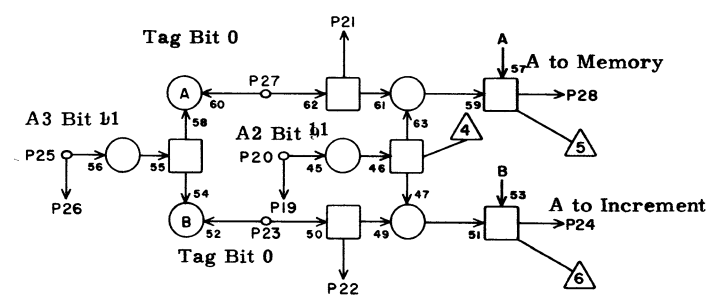 P21
Tag Bit 0
A
57 A to Memory
P27
A
60
62
61
59
P28
58
63
A3 Bit 11
A2 Bit 11
4
5
P25
56
55
P20
45
46
P26
54
P19
47
B
53
A to Increment
B
52
P23
50
49
51
P24
Tag Bit 0
6
P22